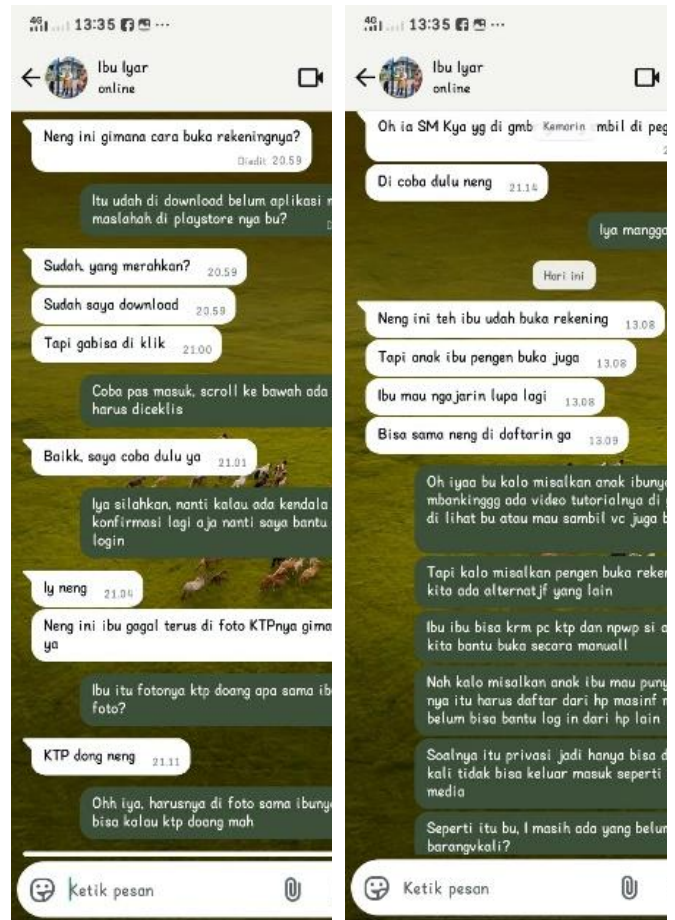 4G 13:35
Ibu Iyar
online
Neng ini gimana cara buka rekeningnya?
Diedit 20.59
Itu udah di download belum aplikasi
maslahah di playstore nya bu?
Sudah, yang merahkan? 20.59
Sudah saya download 20.59
Tapi gabisa di klik 21.00
Coba pas masuk, scroll ke bawah ada
harus diceklis
Baikk, saya coba dulu ya 21.01
Iya silahkan, nanti kalau ada kendala
konfirmasi lagi aja nanti saya bantu
login
Iy neng 21.04
Neng ini ibu gagal terus di foto KTPnya
ya
Ibu itu fotonya ktp doang apa sama
foto?
KTP dong neng 21.11
Ohh iya, harusnya di foto sama
bisa kalau ktp doang mah
Ketik pesan
4G 13:35
Ibu Iyar
online
Oh ia SM Kya yg di gmb Kemarin mbil di
Di coba dulu neng 21.14
Iya
Hari ini
Neng ini teh ibu udah buka rekening 13.08
Tapi anak ibu pengen buka juga 13.08
Ibu mau ngajarin lupa lagi 13.08
Bisa sama neng di daftarin ga 13.09
Oh iyaa bu kalo misalkan anak
mbankinggg ada video tutorialnya di
di lihat bu atau mau sambil vc juga
Tapi kalo misalkan pengen buka
kita ada alternatjf yang lain
Ibu ibu bisa krm pc ktp dan npwp si
kita bantu buka secara manuall
Nah kalo misalkan anak ibu mau
nya itu harus daftar dari hp masinf
belum bisa bantu log in dari hp lain
Soalnya itu privasi jadi hanya bisa
kali tidak bisa keluar masuk seperti
media
Seperti itu bu, I masih ada yang
barangvkali?
Ketik pesan